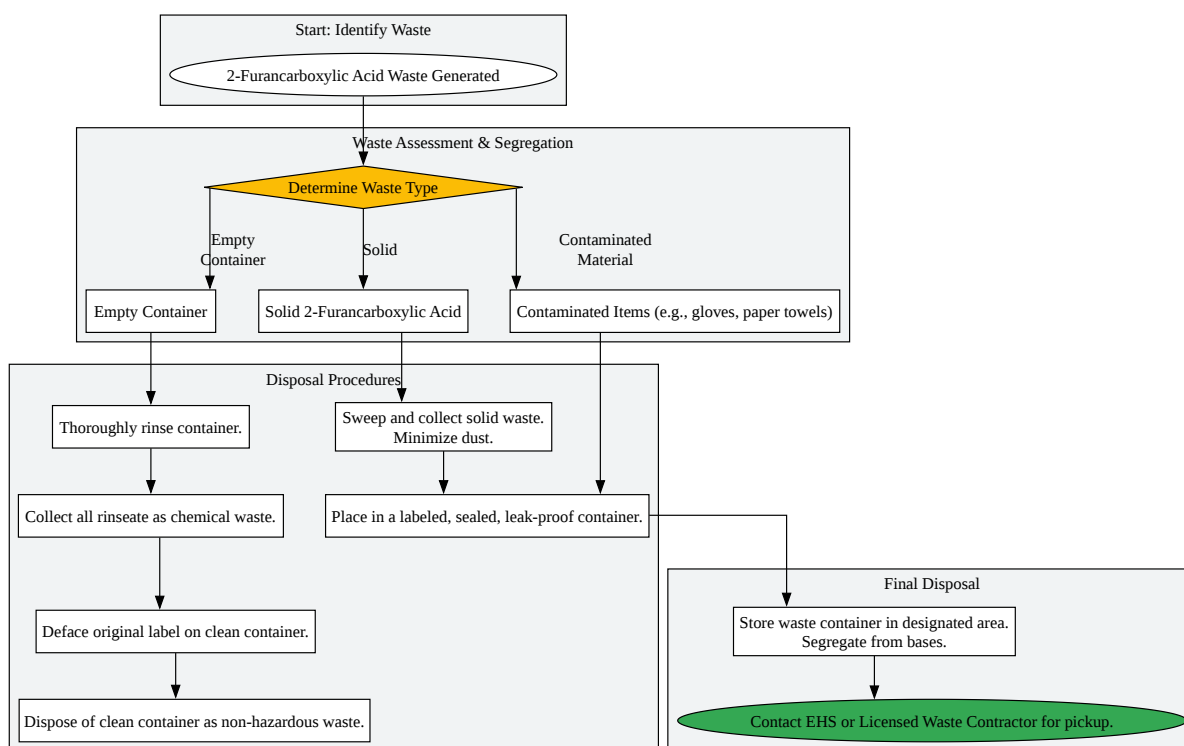 Start: Identify Waste
2-Furancarboxylic Acid Waste Generated
Waste Assessment & Segregation
Determine Waste Type
Empty
Container
Solid
Contaminated
Material
Empty Container
Solid 2-Furancarboxylic Acid
Contaminated Items (e.g., gloves, paper towels)
Disposal Procedures
Thoroughly rinse container.
Sweep and collect solid waste.
Minimize dust.
Collect all rinseate as chemical waste.
Place in a labeled, sealed, leak-proof container.
Deface original label on clean container.
Dispose of clean container as non-hazardous waste.
Final Disposal
Store waste container in designated area.
Segregate from bases.
Contact EHS or Licensed Waste Contractor for pickup.